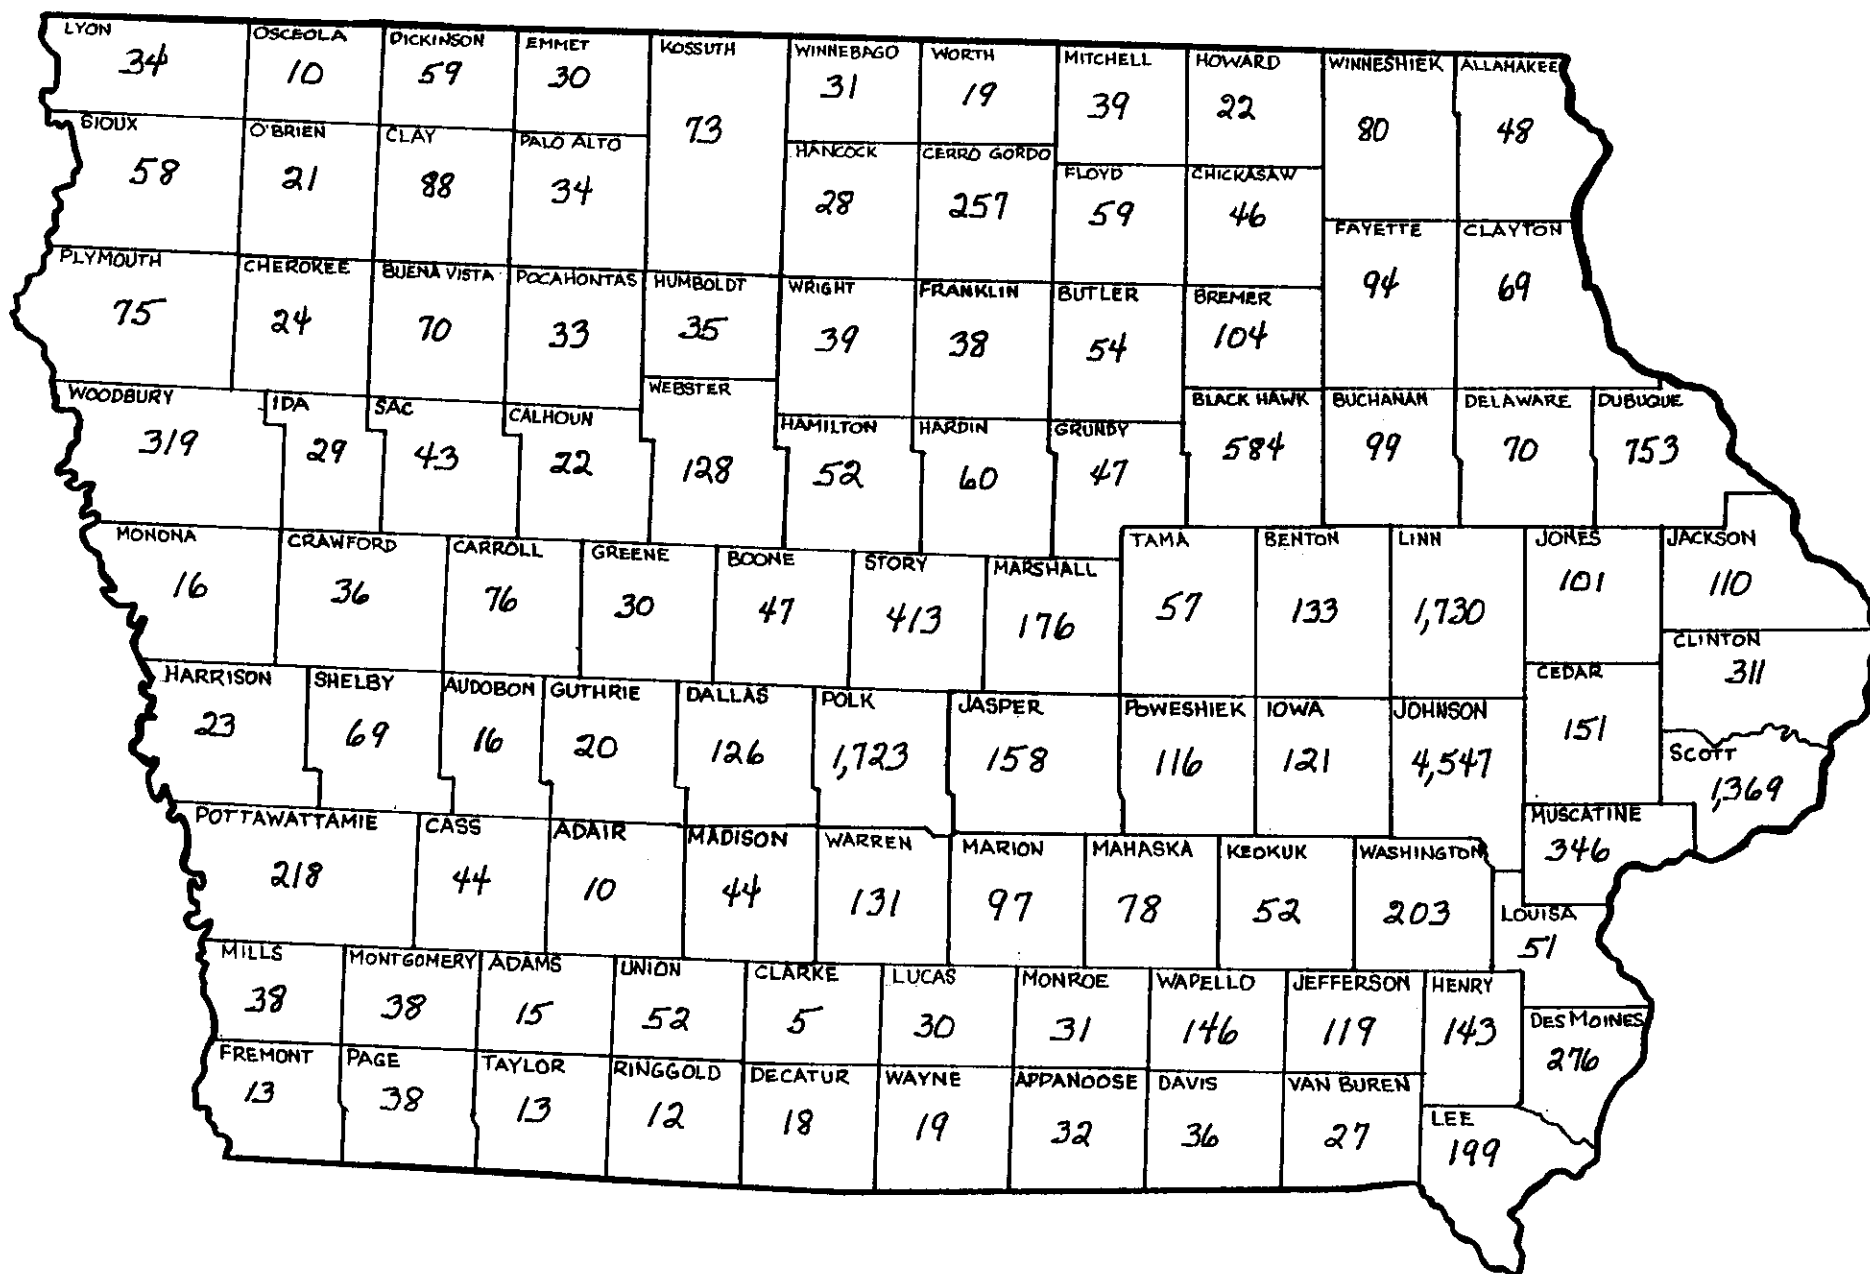 LYON
34
OSCEOLA
10
DICKINSON
59
EMMET
30
KOSSUTH
73
WINNEBAGO
31
WORTH
19
MITCHELL
39
HOWARD
22
WINNESHIEK
80
ALLAMAKEE
48
SIOUX
58
O'BRIEN
21
CLAY
88
PALO ALTO
34
HANCOCK
28
CERRO GORDO
257
FLOYD
59
CHICKASAW
46
FAYETTE
94
CLAYTON
69
PLYMOUTH
75
CHEROKEE
24
BUENA VISTA
70
POCAHONTAS
33
HUMBOLDT
35
WRIGHT
39
FRANKLIN
38
BUTLER
54
BREMER
104
WOODBURY
319
IDA
29
SAC
43
CALHOUN
22
WEBSTER
128
HAMILTON
52
HARDIN
60
GRUNDY
47
BLACK HAWK
584
BUCHANAN
99
DELAWARE
70
DUBUQUE
753
MONONA
16
CRAWFORD
36
CARROLL
76
GREENE
30
BOONE
47
STORY
413
MARSHALL
176
TAMA
57
BENTON
133
LINN
1,730
JONES
101
JACKSON
110
CLINTON
311
HARRISON
23
SHELBY
69
AUDOBON
16
GUTHRIE
20
DALLAS
126
POLK
1,723
JASPER
158
POWESHIEK
116
IOWA
121
JOHNSON
4,547
CEDAR
151
SCOTT
1,369
MUSCATINE
346
POTTAWATTAMIE
218
CASS
44
ADAIR
10
MADISON
44
WARREN
131
MARION
97
MAHASKA
78
KEOKUK
52
WASHINGTON
203
LOUISA
51
MILLS
38
MONTGOMERY
38
ADAMS
15
UNION
52
CLARKE
5
LUCAS
30
MONROE
31
WAPELLO
146
JEFFERSON
119
HENRY
143
DES MOINES
276
FREMONT
13
PAGE
38
TAYLOR
13
RINGGOLD
12
DECATUR
18
WAYNE
19
APPANOOSE
32
DAVIS
36
VAN BUREN
27
LEE
199